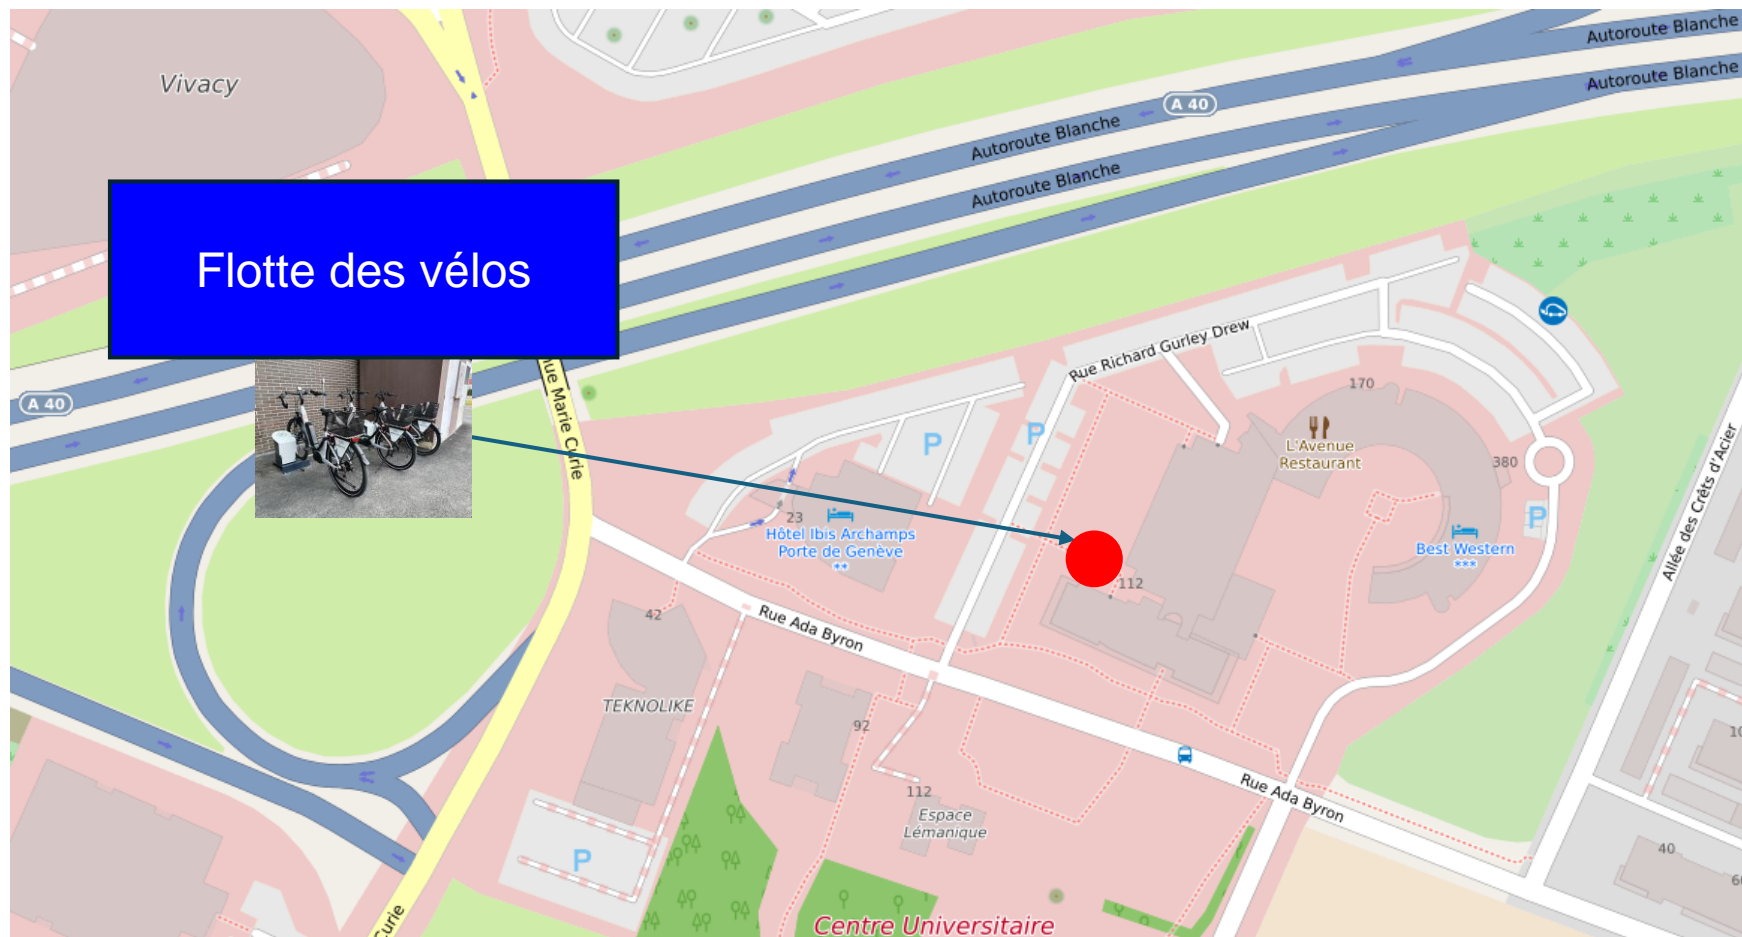 Autoroute Blanche
Autoroute Blanche
Vivacy
A 40
Autoroute Blanche
Autoroute Blanche
Flotte des vélos
Rue Richard Gurley Drew
170
A 40
nue Marie Curie
P
P
L'Avenue
Restaurant
380
Allée des Crêts d'Acier
23
P
Hôtel Ibis Archamps
Porte de Genève
**
Best Western
***
112
42
Rue Ada Byron
TEKNOLIKE
92
Rue Ada Byron
112
Espace
Lémanique
P
40
Curie
Centre Universitaire